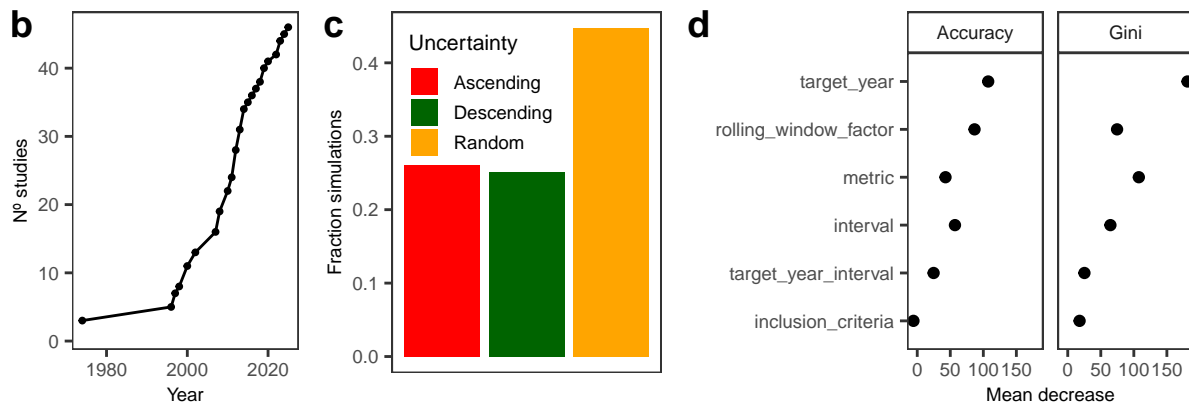 b
Nº studies
40
30
20
10
0
1980
2000
2020
Year
c
Fraction simulations
0.4
0.3
0.2
0.1
0.0
Uncertainty
Ascending
Descending
Random
d
Accuracy
Gini
target_year
rolling_window_factor
metric
interval
target_year_interval
inclusion_criteria
0 50 100 150
0 50 100 150
Mean decrease